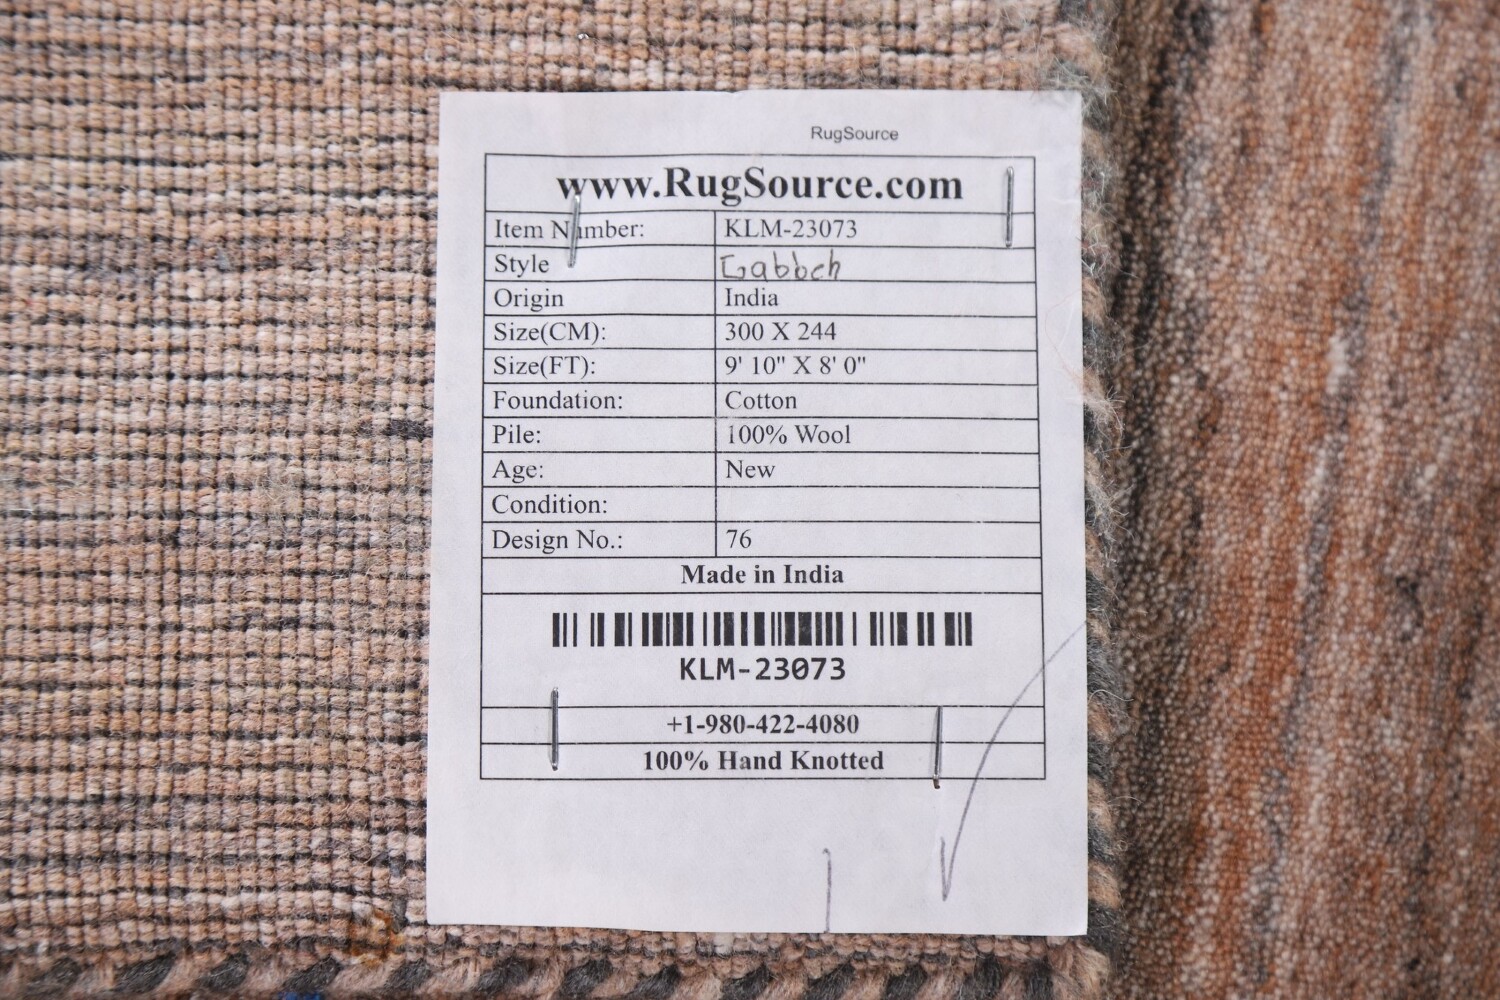 RugSource
www.RugSource.com
Item Number: KLM-23073
Style Gabbeh
Origin India
Size(CM): 300 X 244
Size(FT): 9' 10" X 8' 0"
Foundation: Cotton
Pile: 100% Wool
Age: New
Condition:
Design No.: 76
Made in India
KLM-23073
+1-980-422-4080
100% Hand Knotted